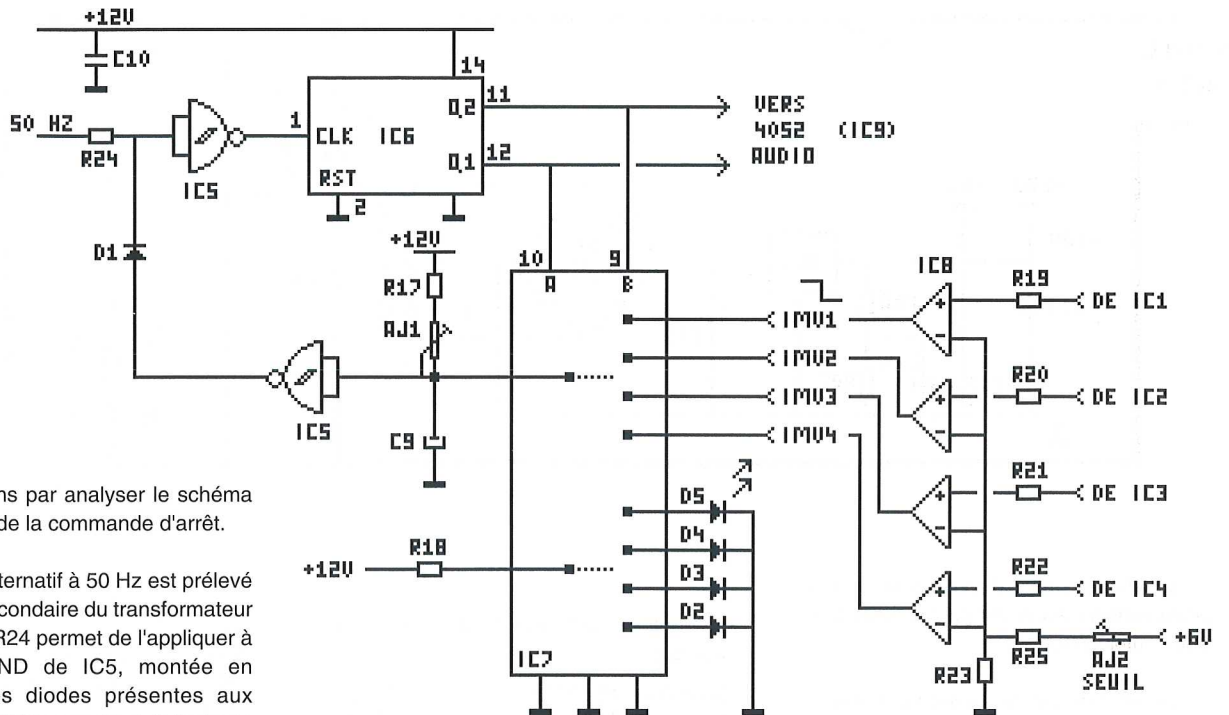 +12V
C10
14
11
Q2
VERS
50 HZ
1
CLK IC6
4052 (IC9)
R24
12
AUDIO
Q1
IC5
RST
2
+12V
D1
10
9
IC8
A
B
R17
R19
+
DE IC1
AJ1
IMV1
-
IMV2
R20
+
DE IC2
IMV3
IC5
-
C9
IMV4
R21
+
DE IC3
ns par analyser le schéma
D5
-
de la commande d'arrêt.
D4
R18
R22
ternatif à 50 Hz est prélevé
+12V
D3
+
DE IC4
condaire du transformateur
D2
-
R24 permet de l'appliquer à
+6V
R25
AJ2
ND de IC5, montée en
IC7
R23
SEUIL
s diodes présentes aux